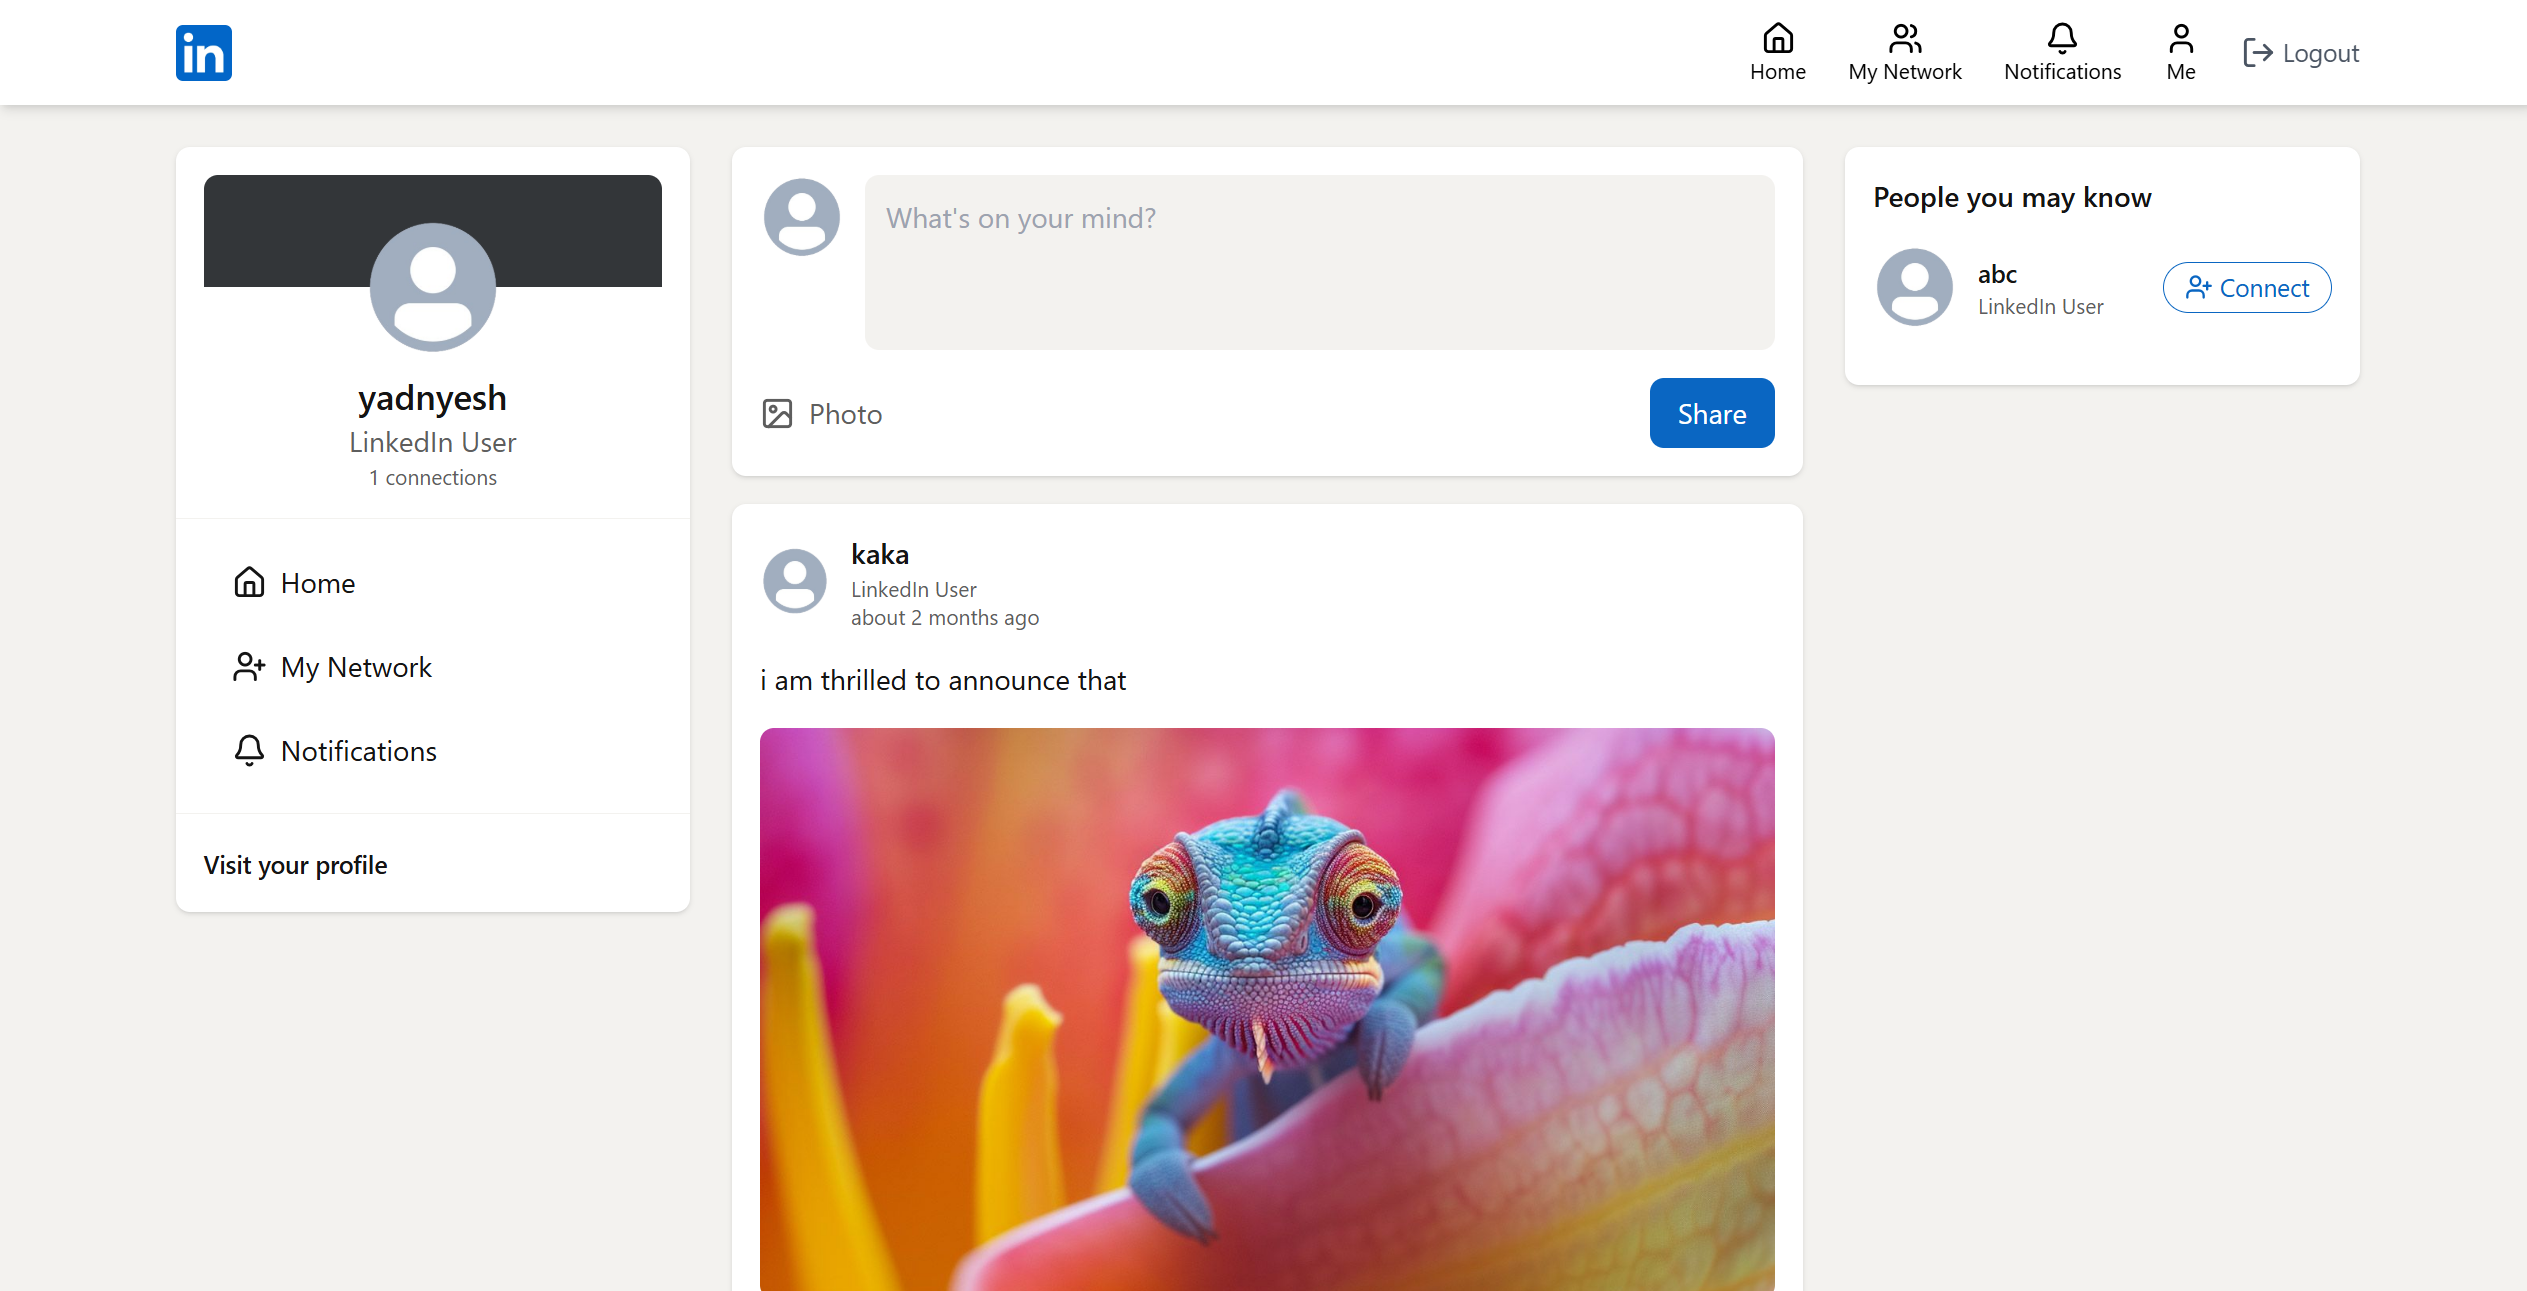 in
Home
My Network
Notifications
Me
Logout
yadnyesh
LinkedIn User
1 connections
Home
My Network
Notifications
Visit your profile
What's on your mind?
Photo
Share
kaka
LinkedIn User
about 2 months ago
i am thrilled to announce that
People you may know
abc
LinkedIn User
Connect